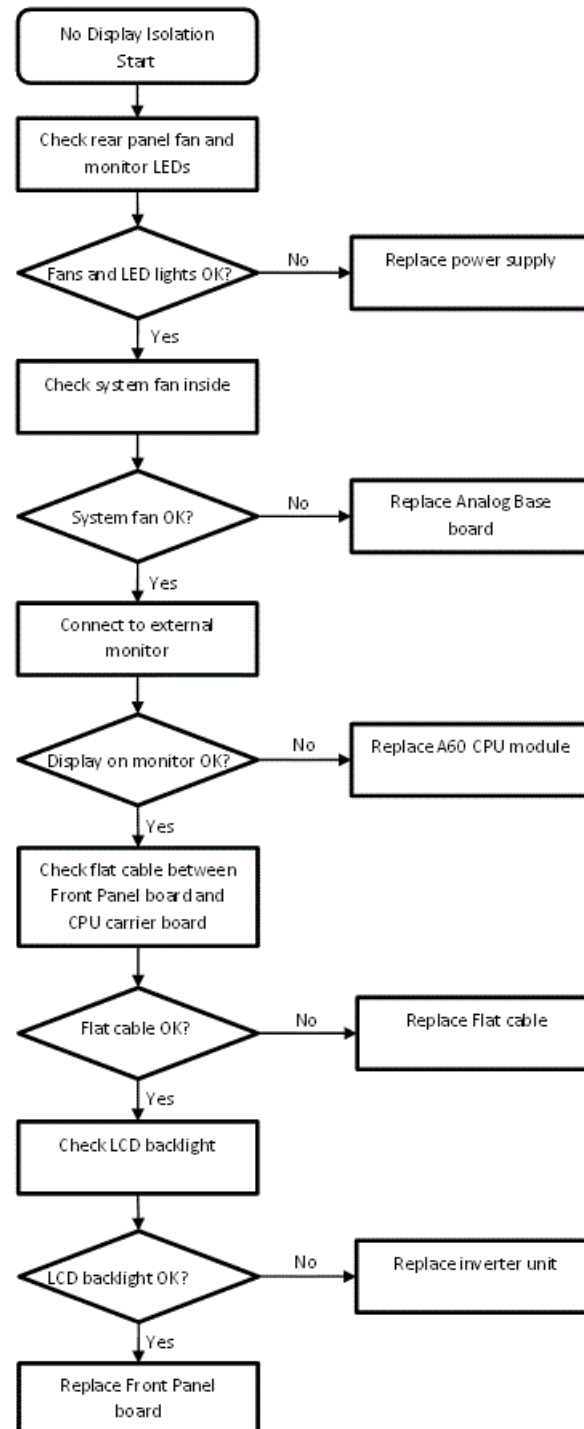 No Display Isolation
Start
Check rear panel fan and
monitor LEDs
Fans and LED lights OK?
No
Replace power supply
Yes
Check system fan inside
System fan OK?
No
Replace Analog Base
board
Yes
Connect to external
monitor
Display on monitor OK?
No
Replace A60 CPU module
Yes
Check flat cable between
Front Panel board and
CPU carrier board
Flat cable OK?
No
Replace Flat cable
Yes
Check LCD backlight
LCD backlight OK?
No
Replace inverter unit
Yes
Replace Front Panel
board